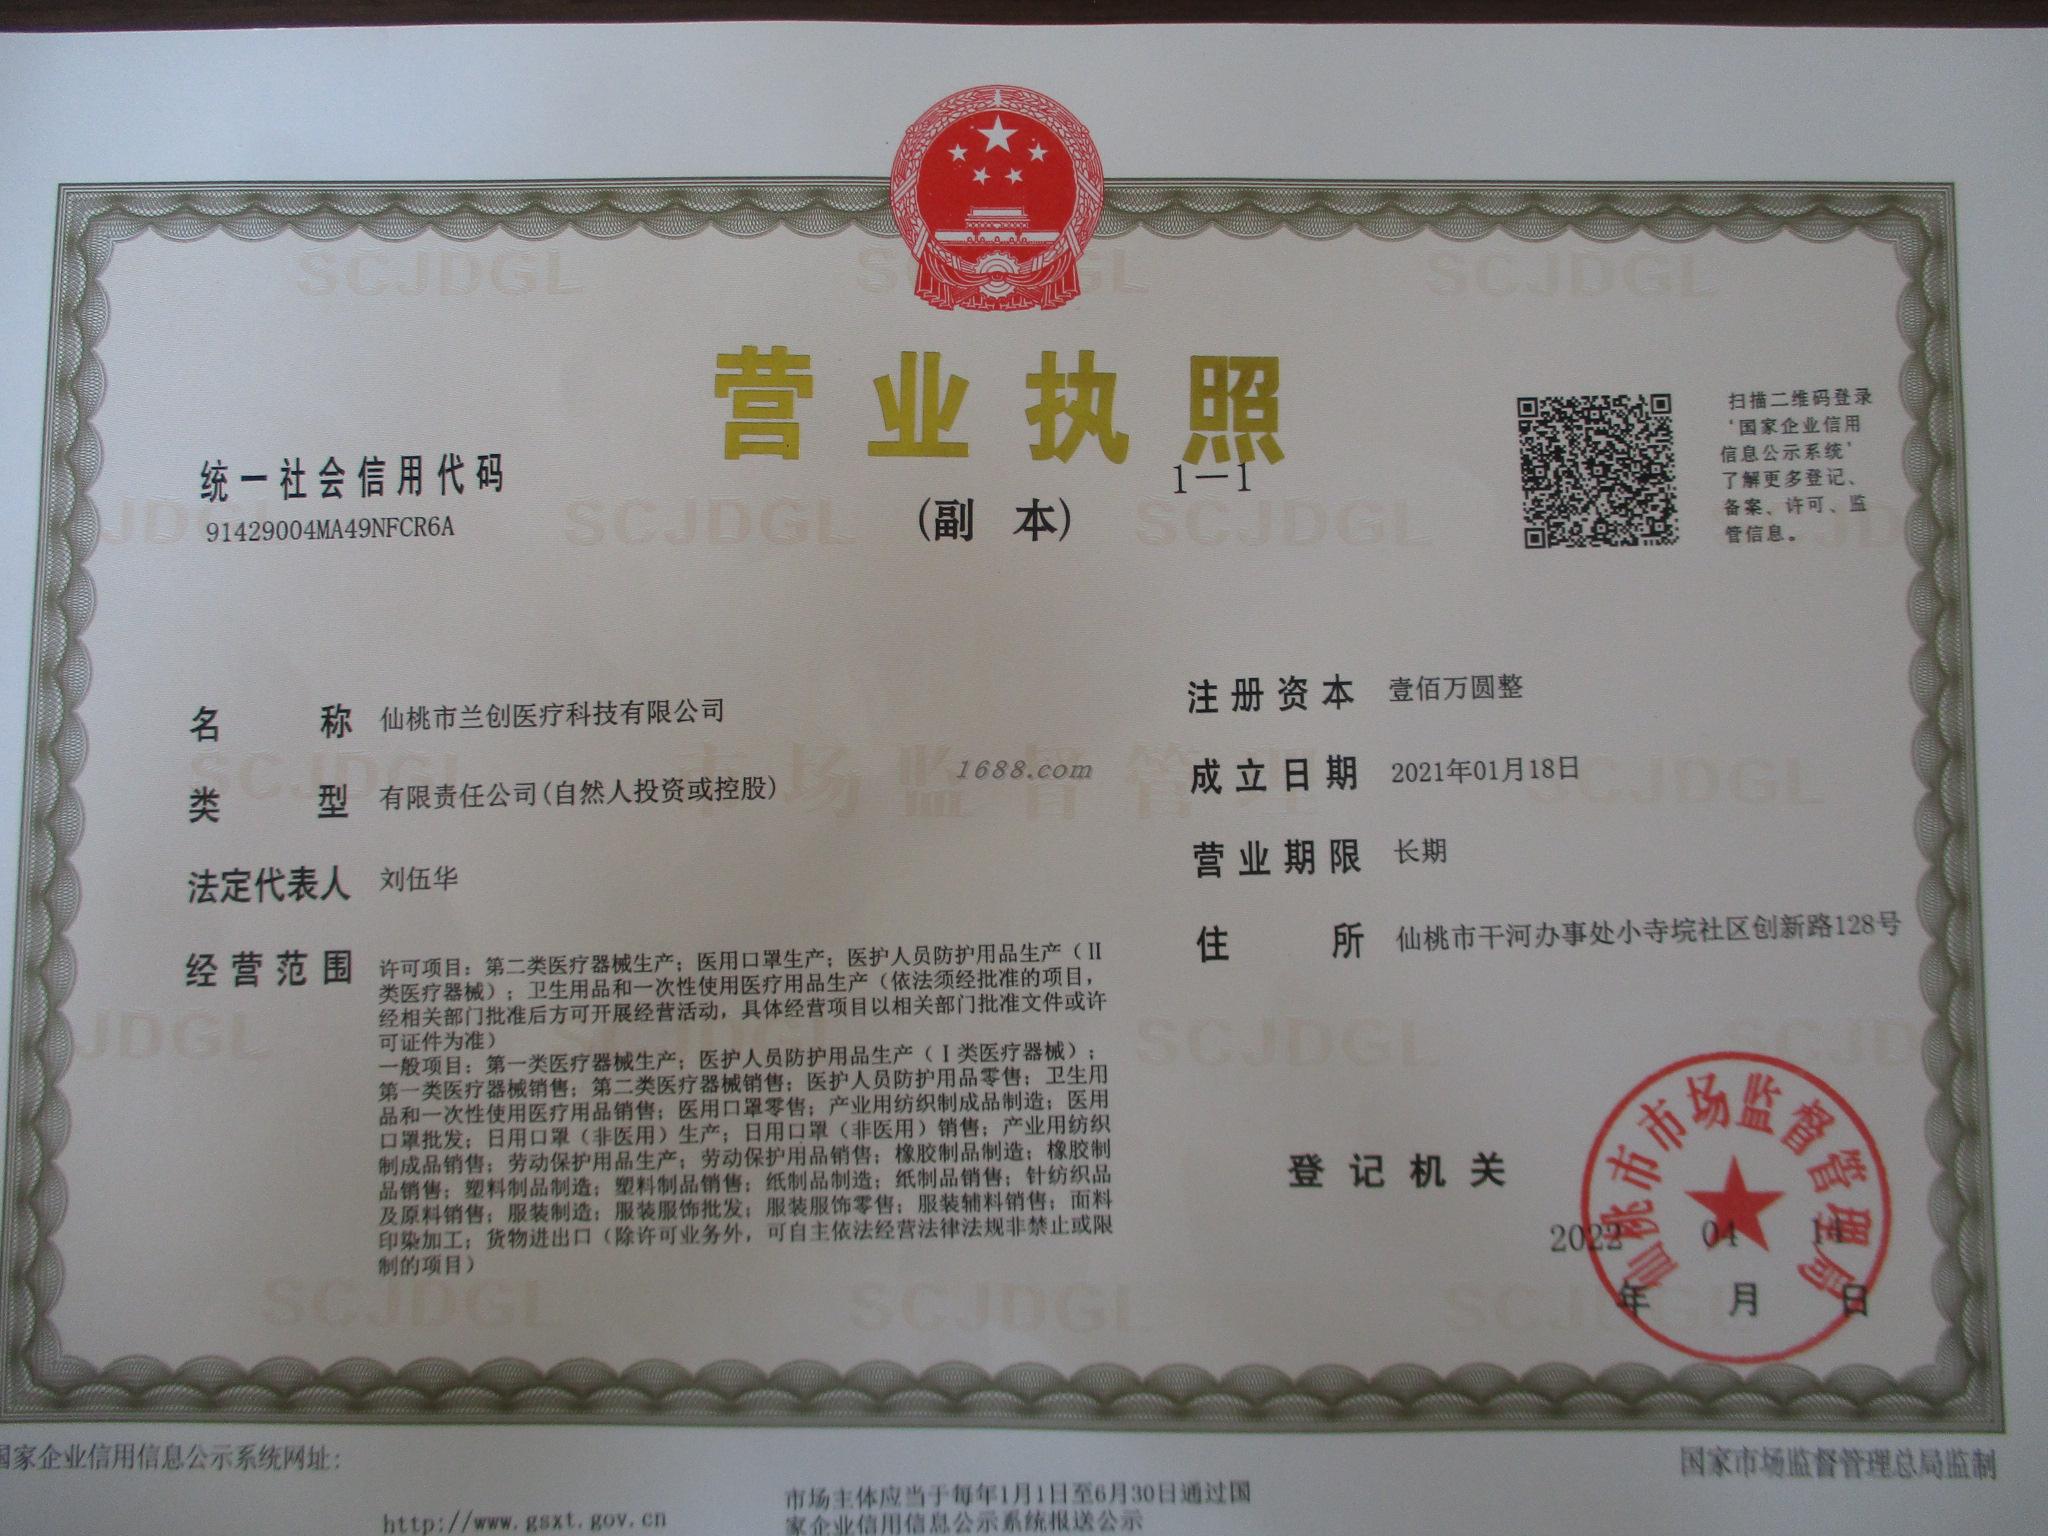 营业执照
1-1
(副 本)
统一社会信用代码
91429004MA49NFCR6A
扫描二维码登录
'国家企业信用
信息公示系统'
了解更多登记、
备案、许可、监
管信息。
名 称 仙桃市兰创医疗科技有限公司
类 型 有限责任公司(自然人投资或控股)
法定代表人 刘伍华
经营范围 许可项目：第二类医疗器械生产；医用口罩生产；医护人员防护用品生产（Ⅱ
类医疗器械）；卫生用品和一次性使用医疗用品生产（依法须经批准的项目，
经相关部门批准后方可开展经营活动，具体经营项目以相关部门批准文件或许
可证件为准）
一般项目：第一类医疗器械生产；医护人员防护用品生产（Ⅰ类医疗器械）；
第一类医疗器械销售；第二类医疗器械销售；医护人员防护用品零售；卫生用
品和一次性使用医疗用品销售；医用口罩零售；产业用纺织制成品制造；医用
口罩批发；日用口罩（非医用）生产；日用口罩（非医用）销售；产业用纺织
制成品销售；劳动保护用品生产；劳动保护用品销售；橡胶制品制造；橡胶制
品销售；塑料制品制造；塑料制品销售；纸制品制造；纸制品销售；针纺织品
及原料销售；服装制造；服装服饰批发；服装服饰零售；服装辅料销售；面料
印染加工；货物进出口（除许可业务外，可自主依法经营法律法规非禁止或限
制的项目）
注册资本 壹佰万圆整
成立日期 2021年01月18日
营业期限 长期
住 所 仙桃市干河办事处小寺垸社区创新路128号
1688.com
登记机关
仙桃市市场监督管理局
2022 04 14
年 月 日
国家企业信用信息公示系统网址:
http://www.gsxt.gov.cn
市场主体应当于每年1月1日至6月30日通过国
家企业信用信息公示系统报送公示
国家市场监督管理总局监制